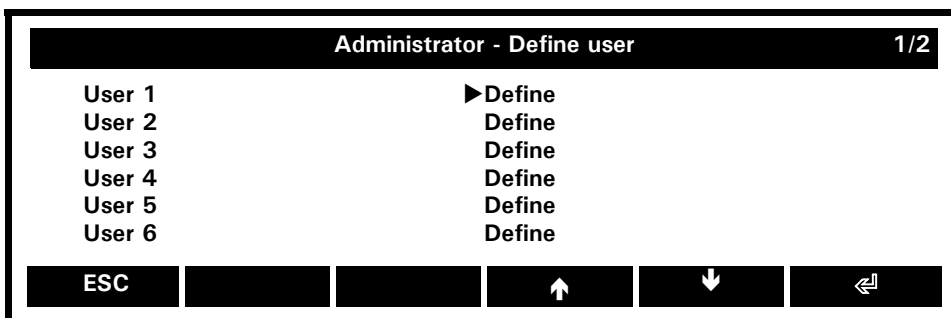 Administrator - Define user 1/2
User 1 ▶Define
User 2 Define
User 3 Define
User 4 Define
User 5 Define
User 6 Define
ESC ↑ ↓ ↵